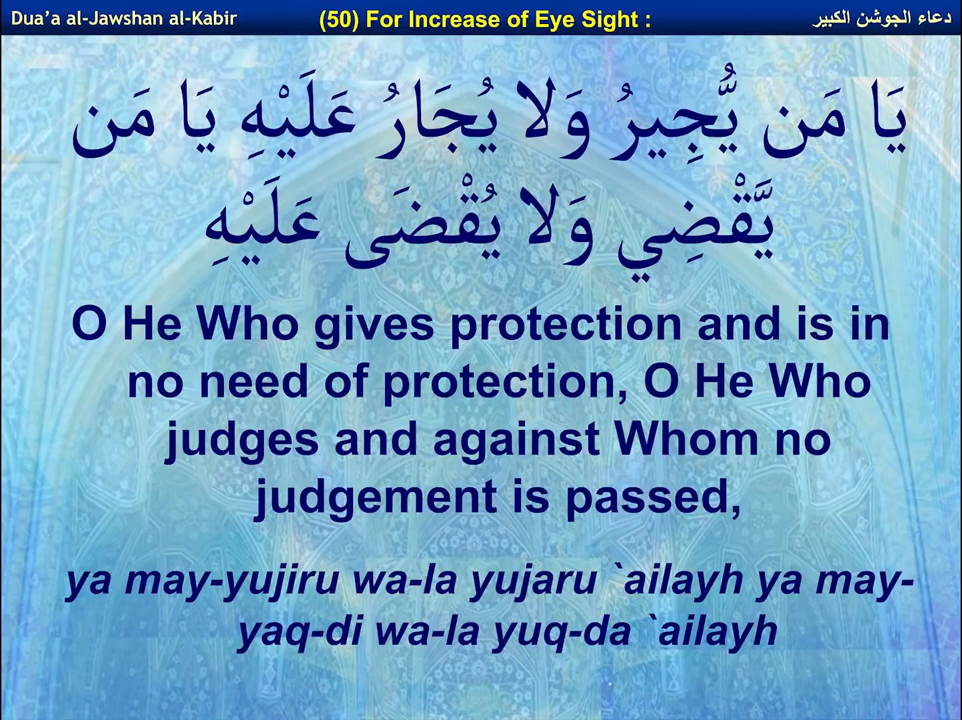 Dua'a al-Jawshan al-Kabir
(50) For Increase of Eye Sight :
دعاء الجوشن الكبير
يَا مَن يُّجِيرُ وَلا يُجَارُ عَلَيْهِ يَا مَن
يَّقْضِي وَلا يُقْضَى عَلَيْهِ
O He Who gives protection and is in
no need of protection, O He Who
judges and against Whom no
judgement is passed,
ya may-yujiru wa-la yujaru `ailayh ya may-
yaq-di wa-la yuq-da `ailayh